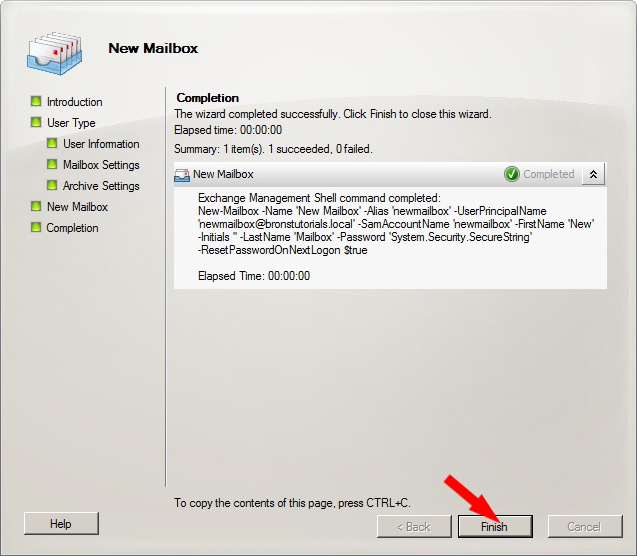 New Mailbox
Introduction
User Type
User Information
Mailbox Settings
Archive Settings
New Mailbox
Completion
Completion
The wizard completed successfully. Click Finish to close this wizard.
Elapsed time: 00:00:00
Summary: 1 item(s). 1 succeeded, 0 failed.
New Mailbox Completed
Exchange Management Shell command completed:
New-Mailbox -Name 'New Mailbox' -Alias 'newmailbox' -UserPrincipalName
'newmailbox@bronstutorials.local' -SamAccountName 'newmailbox' -FirstName 'New'
-Initials '' -LastName 'Mailbox' -Password 'System.Security.SecureString'
-ResetPasswordOnNextLogon $true
Elapsed Time: 00:00:00
To copy the contents of this page, press CTRL+C.
Help < Back Finish Cancel